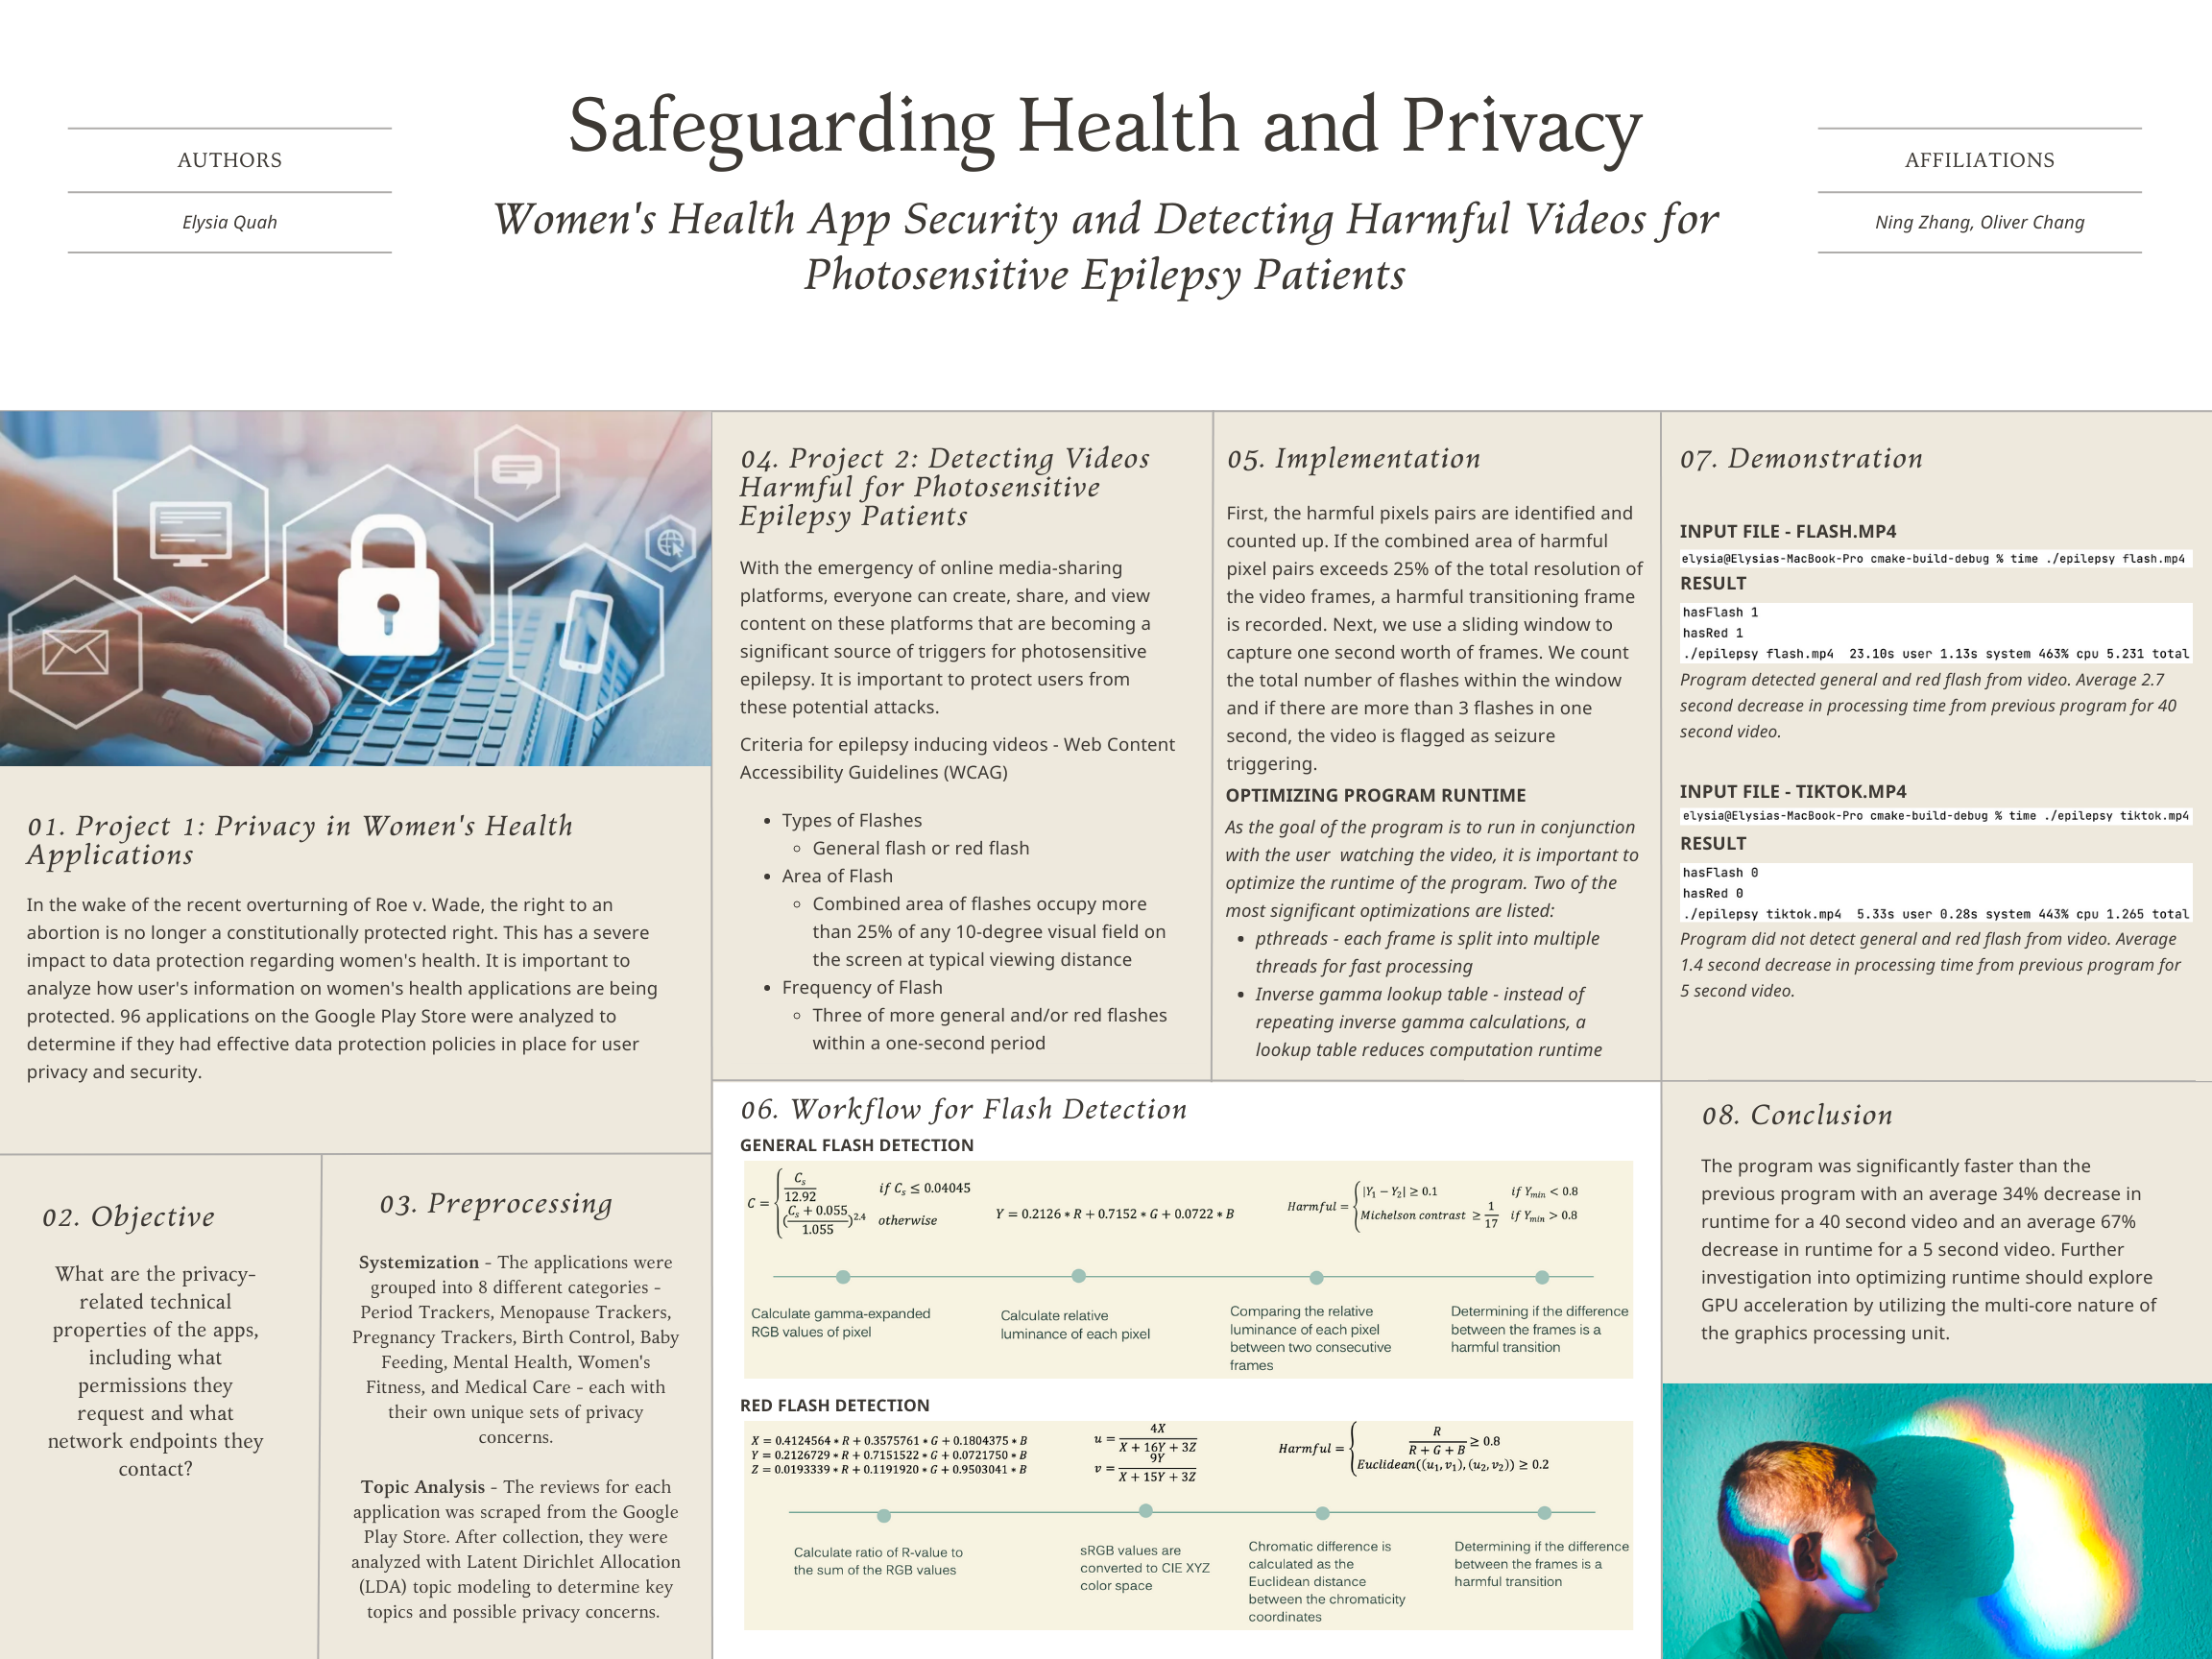 Safeguarding Health and Privacy
Women's Health App Security and Detecting Harmful Videos for
Photosensitive Epilepsy Patients
AUTHORS
Elysia Quah
AFFILIATIONS
Ning Zhang, Oliver Chang
01. Project 1: Privacy in Women's Health
Applications
In the wake of the recent overturning of Roe v. Wade, the right to an
abortion is no longer a constitutionally protected right. This has a severe
impact to data protection regarding women's health. It is important to
analyze how user's information on women's health applications are being
protected. 96 applications on the Google Play Store were analyzed to
determine if they had effective data protection policies in place for user
privacy and security.
02. Objective
What are the privacy-
related technical
properties of the apps,
including what
permissions they
request and what
network endpoints they
contact?
03. Preprocessing
Systemization - The applications were
grouped into 8 different categories -
Period Trackers, Menopause Trackers,
Pregnancy Trackers, Birth Control, Baby
Feeding, Mental Health, Women's
Fitness, and Medical Care - each with
their own unique sets of privacy
concerns.
Topic Analysis - The reviews for each
application was scraped from the Google
Play Store. After collection, they were
analyzed with Latent Dirichlet Allocation
(LDA) topic modeling to determine key
topics and possible privacy concerns.
04. Project 2: Detecting Videos
Harmful for Photosensitive
Epilepsy Patients
With the emergency of online media-sharing
platforms, everyone can create, share, and view
content on these platforms that are becoming a
significant source of triggers for photosensitive
epilepsy. It is important to protect users from
these potential attacks.
Criteria for epilepsy inducing videos - Web Content
Accessibility Guidelines (WCAG)
• Types of Flashes
◦ General flash or red flash
• Area of Flash
◦ Combined area of flashes occupy more
than 25% of any 10-degree visual field on
the screen at typical viewing distance
• Frequency of Flash
◦ Three of more general and/or red flashes
within a one-second period
05. Implementation
First, the harmful pixels pairs are identified and
counted up. If the combined area of harmful
pixel pairs exceeds 25% of the total resolution of
the video frames, a harmful transitioning frame
is recorded. Next, we use a sliding window to
capture one second worth of frames. We count
the total number of flashes within the window
and if there are more than 3 flashes in one
second, the video is flagged as seizure
triggering.
OPTIMIZING PROGRAM RUNTIME
As the goal of the program is to run in conjunction
with the user watching the video, it is important to
optimize the runtime of the program. Two of the
most significant optimizations are listed:
• pthreads - each frame is split into multiple
threads for fast processing
• Inverse gamma lookup table - instead of
repeating inverse gamma calculations, a
lookup table reduces computation runtime
06. Workflow for Flash Detection
GENERAL FLASH DETECTION
C = { C_s / 12.92 if C_s ≤ 0.04045
((C_s + 0.055) / 1.055)^2.4 otherwise
Y = 0.2126 * R + 0.7152 * G + 0.0722 * B
Harmful = { |Y_1 − Y_2| ≥ 0.1 if Y_min < 0.8
Michelson contrast ≥ 1/17 if Y_min > 0.8
Calculate gamma-expanded
RGB values of pixel
Calculate relative
luminance of each pixel
Comparing the relative
luminance of each pixel
between two consecutive
frames
Determining if the difference
between the frames is a
harmful transition
RED FLASH DETECTION
X = 0.4124564 * R + 0.3575761 * G + 0.1804375 * B
Y = 0.2126729 * R + 0.7151522 * G + 0.0721750 * B
Z = 0.0193339 * R + 0.1191920 * G + 0.9503041 * B
u = 4X / (X + 16Y + 3Z)
v = 9Y / (X + 15Y + 3Z)
Harmful = { R / (R + G + B) ≥ 0.8
Euclidean((u_1, v_1), (u_2, v_2)) ≥ 0.2
Calculate ratio of R-value to
the sum of the RGB values
sRGB values are
converted to CIE XYZ
color space
Chromatic difference is
calculated as the
Euclidean distance
between the chromaticity
coordinates
Determining if the difference
between the frames is a
harmful transition
07. Demonstration
INPUT FILE - FLASH.MP4
elysia@Elysias-MacBook-Pro cmake-build-debug % time ./epilepsy flash.mp4
RESULT
hasFlash 1
hasRed 1
./epilepsy flash.mp4  23.10s user 1.13s system 463% cpu 5.231 total
Program detected general and red flash from video. Average 2.7
second decrease in processing time from previous program for 40
second video.
INPUT FILE - TIKTOK.MP4
elysia@Elysias-MacBook-Pro cmake-build-debug % time ./epilepsy tiktok.mp4
RESULT
hasFlash 0
hasRed 0
./epilepsy tiktok.mp4  5.33s user 0.28s system 443% cpu 1.265 total
Program did not detect general and red flash from video. Average
1.4 second decrease in processing time from previous program for
5 second video.
08. Conclusion
The program was significantly faster than the
previous program with an average 34% decrease in
runtime for a 40 second video and an average 67%
decrease in runtime for a 5 second video. Further
investigation into optimizing runtime should explore
GPU acceleration by utilizing the multi-core nature of
the graphics processing unit.